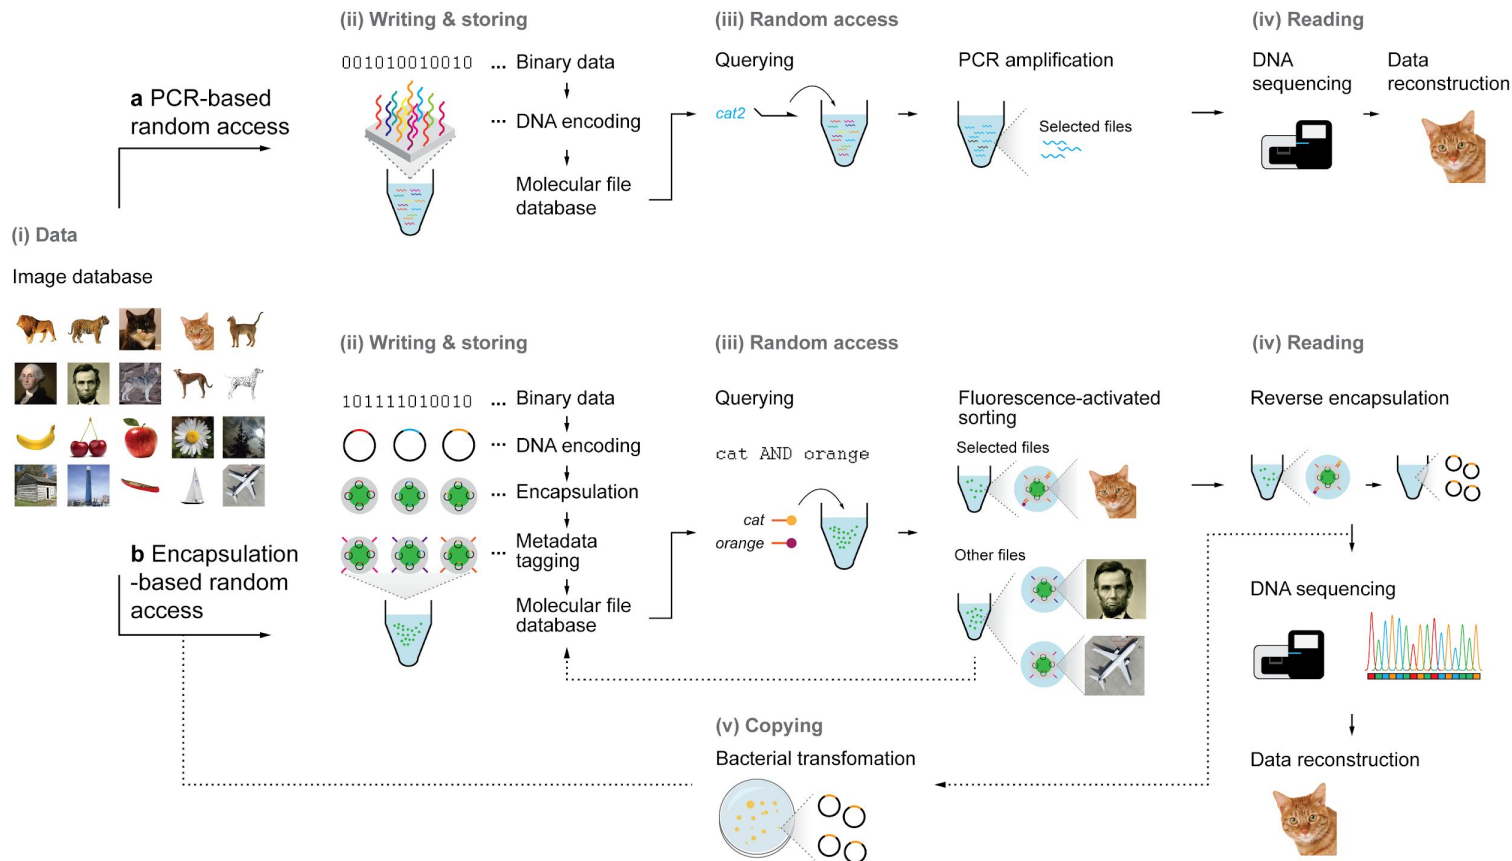 (ii) Writing & storing
(iii) Random access
(iv) Reading
001010010010
... Binary data
Querying
PCR amplification
DNA
sequencing
Data
reconstruction
a PCR-based
random access
cat2
... DNA encoding
Selected files
Molecular file
database
(i) Data
Image database
(ii) Writing & storing
(iii) Random access
(iv) Reading
101111010010
... Binary data
Querying
Fluorescence-activated
sorting
Reverse encapsulation
... DNA encoding
cat AND orange
Selected files
... Encapsulation
cat
orange
b Encapsulation
-based random
access
... Metadata
tagging
Other files
Molecular file
database
DNA sequencing
(v) Copying
Bacterial transfomation
Data reconstruction